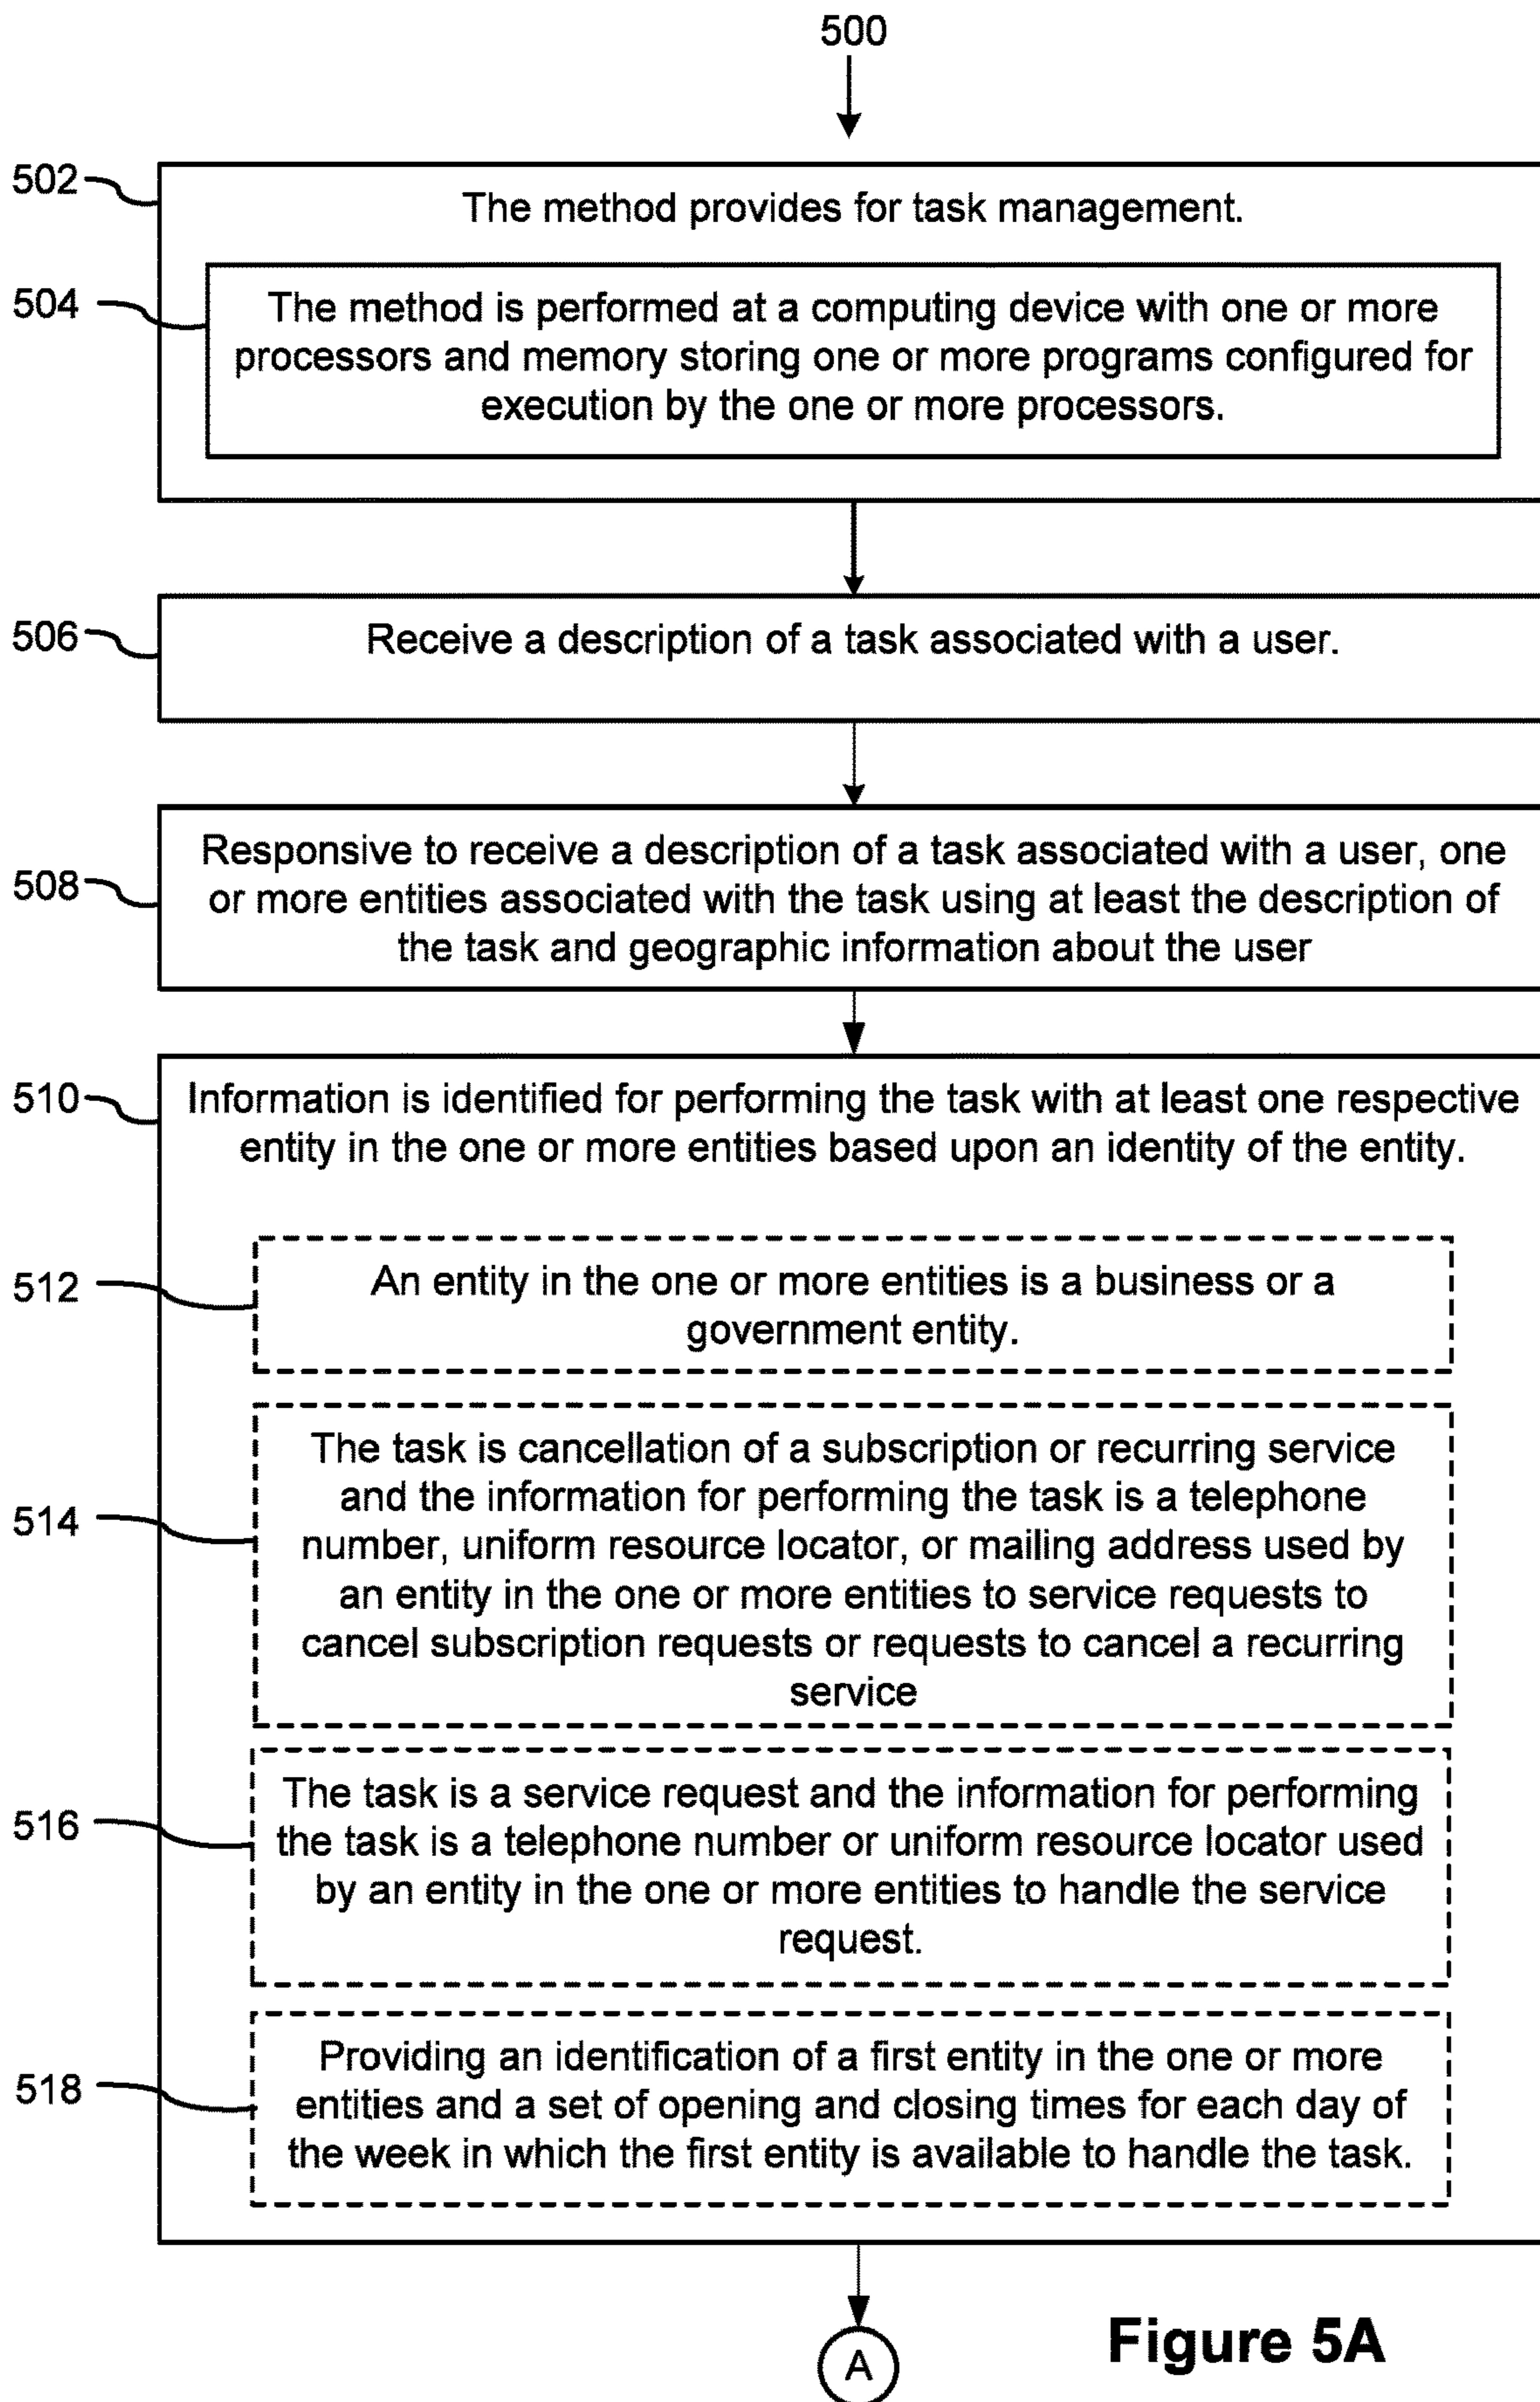 500
502
The method provides for task management.
504
The method is performed at a computing device with one or more
processors and memory storing one or more programs configured for
execution by the one or more processors.
506
Receive a description of a task associated with a user.
508
Responsive to receive a description of a task associated with a user, one
or more entities associated with the task using at least the description of
the task and geographic information about the user
510
Information is identified for performing the task with at least one respective
entity in the one or more entities based upon an identity of the entity.
512
An entity in the one or more entities is a business or a
government entity.
514
The task is cancellation of a subscription or recurring service
and the information for performing the task is a telephone
number, uniform resource locator, or mailing address used by
an entity in the one or more entities to service requests to
cancel subscription requests or requests to cancel a recurring
service
516
The task is a service request and the information for performing
the task is a telephone number or uniform resource locator used
by an entity in the one or more entities to handle the service
request.
518
Providing an identification of a first entity in the one or more
entities and a set of opening and closing times for each day of
the week in which the first entity is available to handle the task.
A
Figure 5A